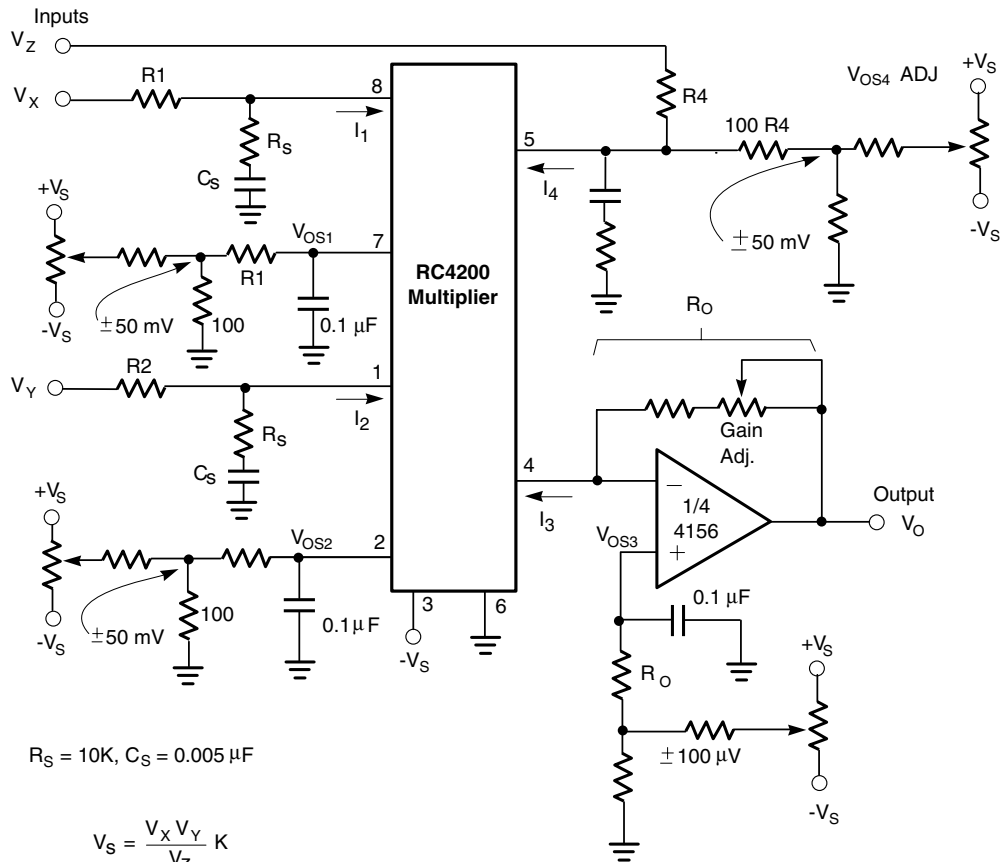 Inputs
V_Z
V_X
R1
8
I_1
R_S
C_S
+V_S
-V_S
±50 mV
V_OS1
R1
100
0.1 µF
7
V_Y
R2
1
I_2
R_S
C_S
+V_S
-V_S
±50 mV
V_OS2
100
0.1 µF
2
3
-V_S
6
RC4200
Multiplier
5
I_4
R4
100 R4
±50 mV
V_OS4 ADJ
+V_S
-V_S
R_O
Gain
Adj.
4
I_3
−
1/4
4156
+
V_OS3
Output
V_O
0.1 µF
R_O
±100 µV
+V_S
-V_S
R_S = 10K, C_S = 0.005 µF
V_S = V_X V_Y / V_Z K